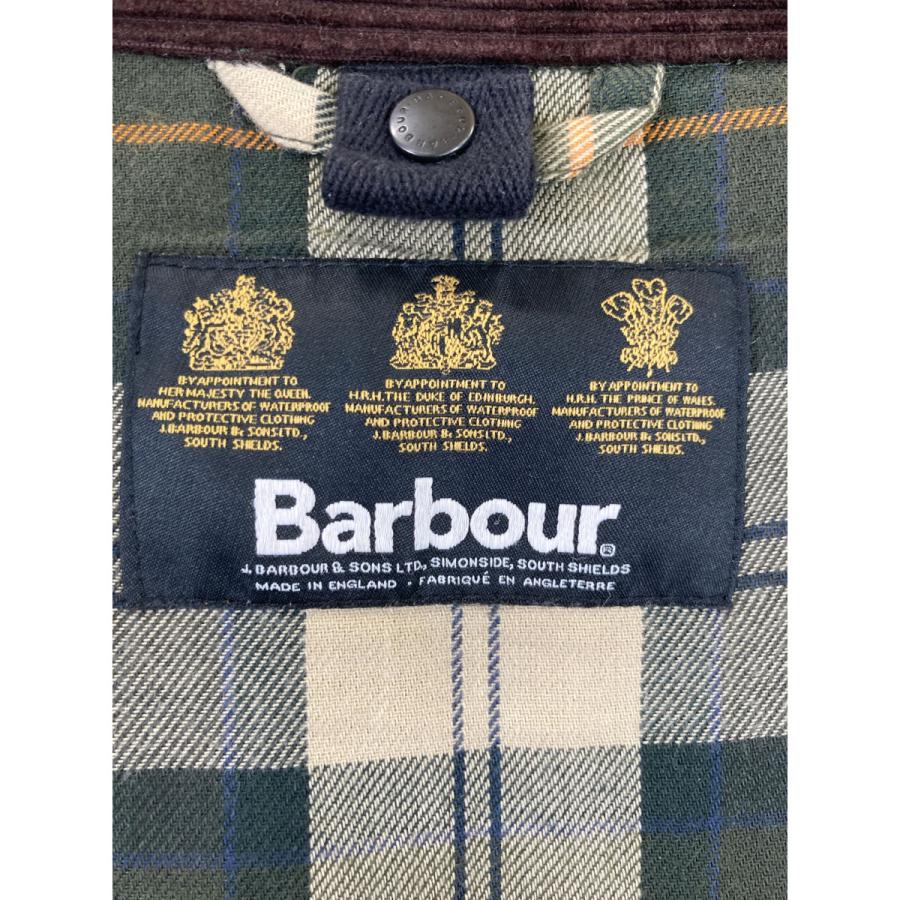 BARBOUR
BY APPOINTMENT TO
HER MAJESTY THE QUEEN.
MANUFACTURERS OF WATERPROOF
AND PROTECTIVE CLOTHING
J.BARBOUR & SONS LTD.,
SOUTH SHIELDS.
BY APPOINTMENT TO
H.R.H. THE DUKE OF EDINBURGH.
MANUFACTURERS OF WATERPROOF
AND PROTECTIVE CLOTHING
J.BARBOUR & SONS LTD.,
SOUTH SHIELDS.
BY APPOINTMENT TO
H.R.H. THE PRINCE OF WALES.
MANUFACTURERS OF WATERPROOF
AND PROTECTIVE CLOTHING
J.BARBOUR & SONS LTD.,
SOUTH SHIELDS.
Barbour®
J. BARBOUR & SONS LTD, SIMONSIDE, SOUTH SHIELDS
MADE IN ENGLAND · FABRIQUÉ EN ANGLETERRE